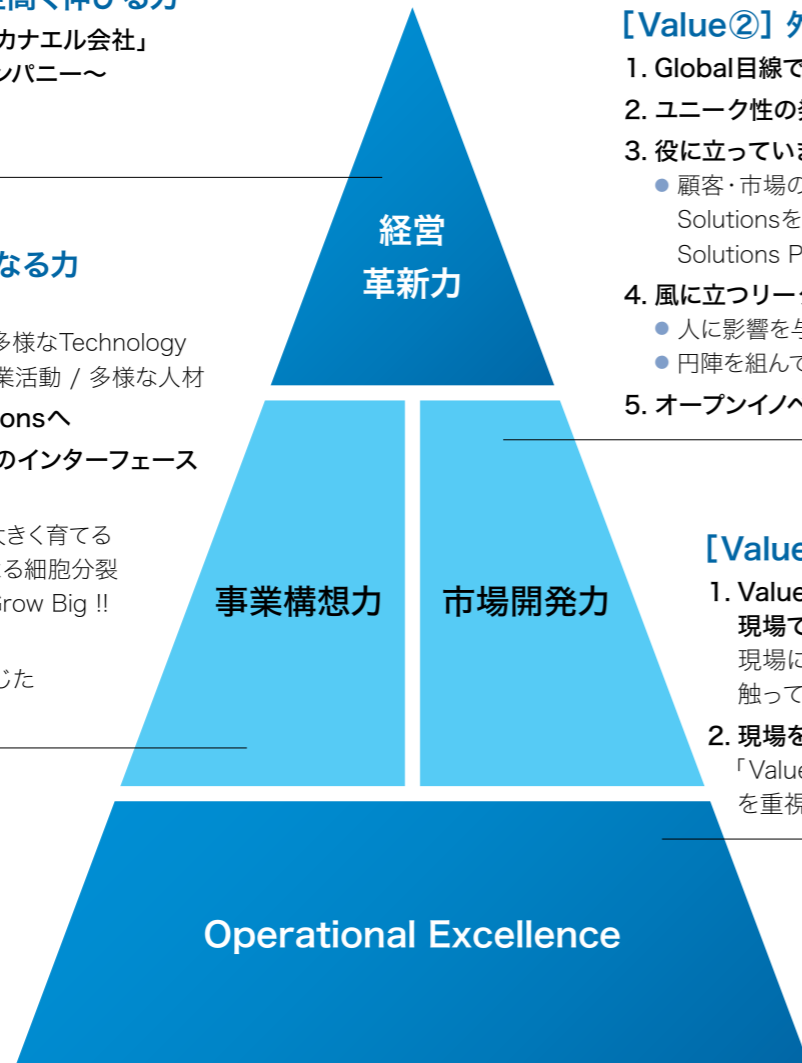 カナエル会社」
ンパニー～
なる力
多様なTechnology
業活動 / 多様な人材
onsへ
のインターフェース
大きく育てる
る細胞分裂
Grow Big !!
じた
経営
革新力
事業構想力
市場開発力
Operational Excellence
[Value②]
1. Global目線で
2. ユニーク性の
3. 役に立ってい
● 顧客・市場の
Solutionsを
Solutions P
4. 風に立つリー
● 人に影響を与
● 円陣を組んで
5. オープンイノベ
[Value
1. Value
現場で
現場に
触って
2. 現場を
「Value
を重視